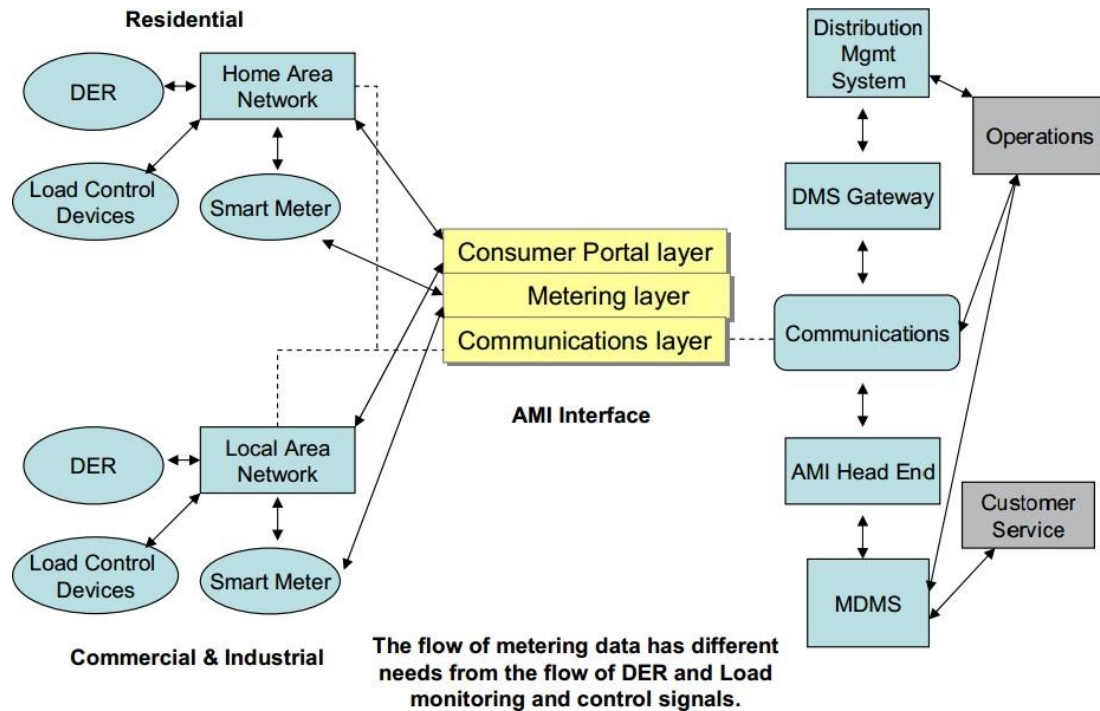 Residential
DER
Home Area
Network
Load Control
Devices
Smart Meter
Distribution
Mgmt
System
Operations
DMS Gateway
Consumer Portal layer
Metering layer
Communications layer
Communications
AMI Interface
DER
Local Area
Network
Load Control
Devices
Smart Meter
AMI Head End
Customer
Service
MDMS
Commercial & Industrial
The flow of metering data has different
needs from the flow of DER and Load
monitoring and control signals.